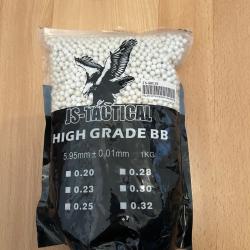 JS-TACTICAL
HIGH GRADE BB
5.95mm ± 0.01mm 1KG
0.20 0.28
0.23 0.30
0.25 0.32